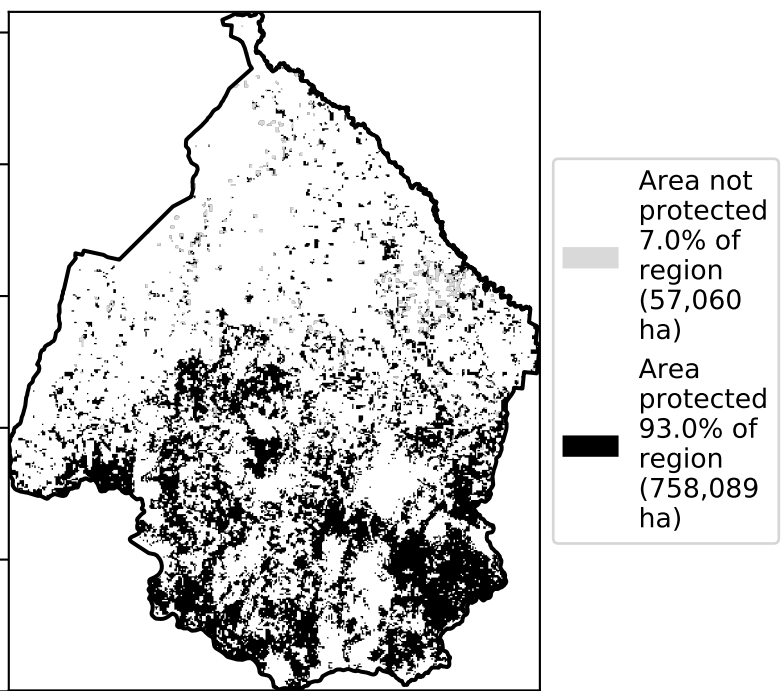 Area not
protected
7.0% of
region
(57,060
ha)
Area
protected
93.0% of
region
(758,089
ha)